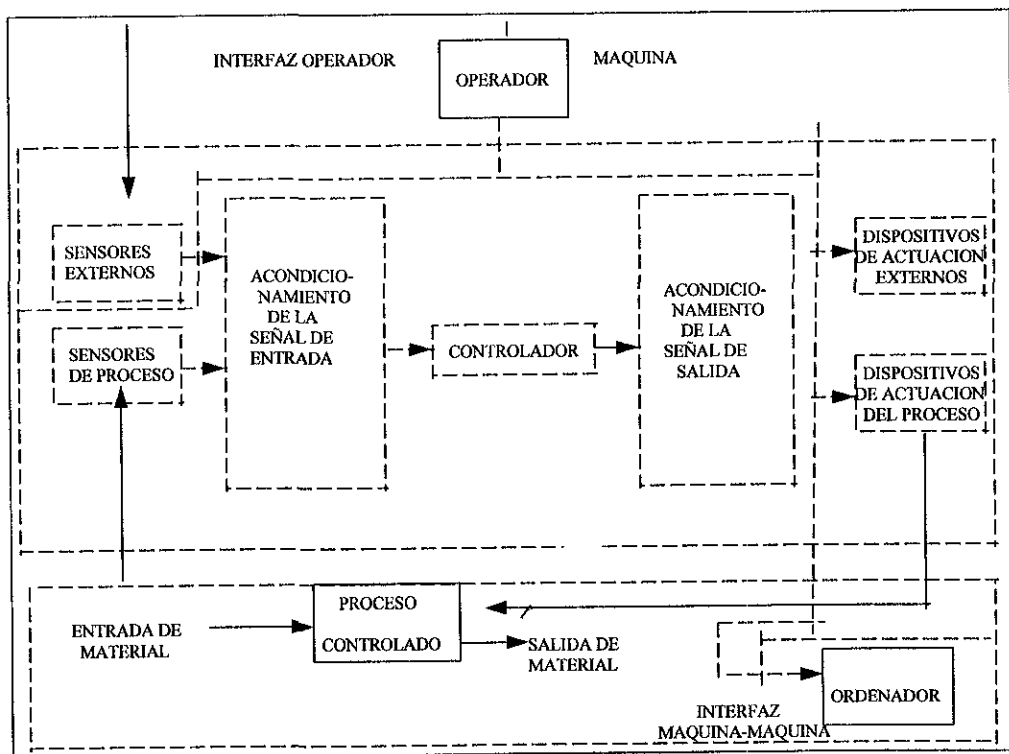 INTERFAZ OPERADOR
MAQUINA
OPERADOR
SENSORES
EXTERNOS
SENSORES
DE PROCESO
ACONDICIO-
NAMIENTO
DE LA
SEÑAL DE
ENTRADA
CONTROLADOR
ACONDICIO-
NAMIENTO
DE LA
SEÑAL DE
SALIDA
DISPOSITIVOS
DE ACTUACION
EXTERNOS
DISPOSITIVOS
DE ACTUACION
DEL PROCESO
ENTRADA DE
MATERIAL
PROCESO
CONTROLADO
SALIDA DE
MATERIAL
INTERFAZ
MAQUINA-MAQUINA
ORDENADOR